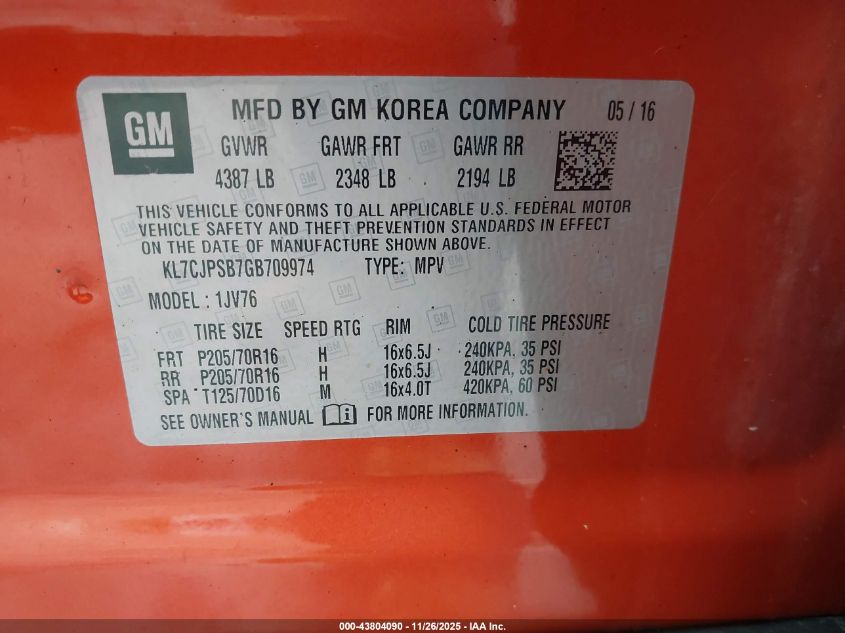 GM
MFD BY GM KOREA COMPANY 05 / 16
GVWR GAWR FRT GAWR RR
4387 LB 2348 LB 2194 LB
THIS VEHICLE CONFORMS TO ALL APPLICABLE U.S. FEDERAL MOTOR
VEHICLE SAFETY AND THEFT PREVENTION STANDARDS IN EFFECT
ON THE DATE OF MANUFACTURE SHOWN ABOVE.
KL7CJPSB7GB709974 TYPE: MPV
MODEL : 1JV76
TIRE SIZE SPEED RTG RIM COLD TIRE PRESSURE
FRT P205/70R16 H 16x6.5J 240KPA, 35 PSI
RR P205/70R16 H 16x6.5J 240KPA, 35 PSI
SPA T125/70D16 M 16x4.0T 420KPA, 60 PSI
SEE OWNER'S MANUAL FOR MORE INFORMATION.
000-43804090 - 11/26/2025 - IAA Inc.